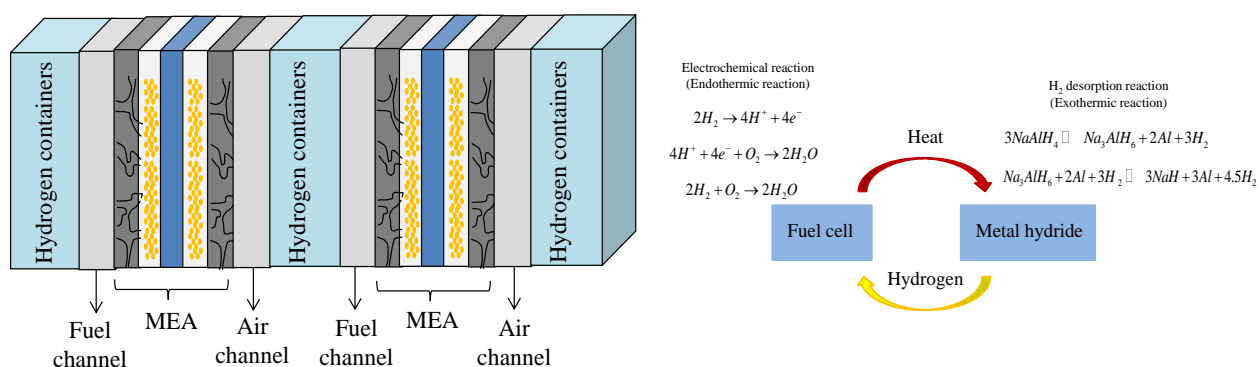 Hydrogen containers
Hydrogen containers
Hydrogen containers
Fuel
channel
MEA
Air
channel
Fuel
channel
MEA
Air
channel
Electrochemical reaction
(Endothermic reaction)
2H₂ → 4H⁺ + 4e⁻
4H⁺ + 4e⁻ + O₂ → 2H₂O
2H₂ + O₂ → 2H₂O
H₂ desorption reaction
(Exothermic reaction)
3NaAlH₄ □ Na₃AlH₆ + 2Al + 3H₂
Na₃AlH₆ + 2Al + 3H₂ □ 3NaH + 3Al + 4.5H₂
Heat
Fuel cell
Metal hydride
Hydrogen